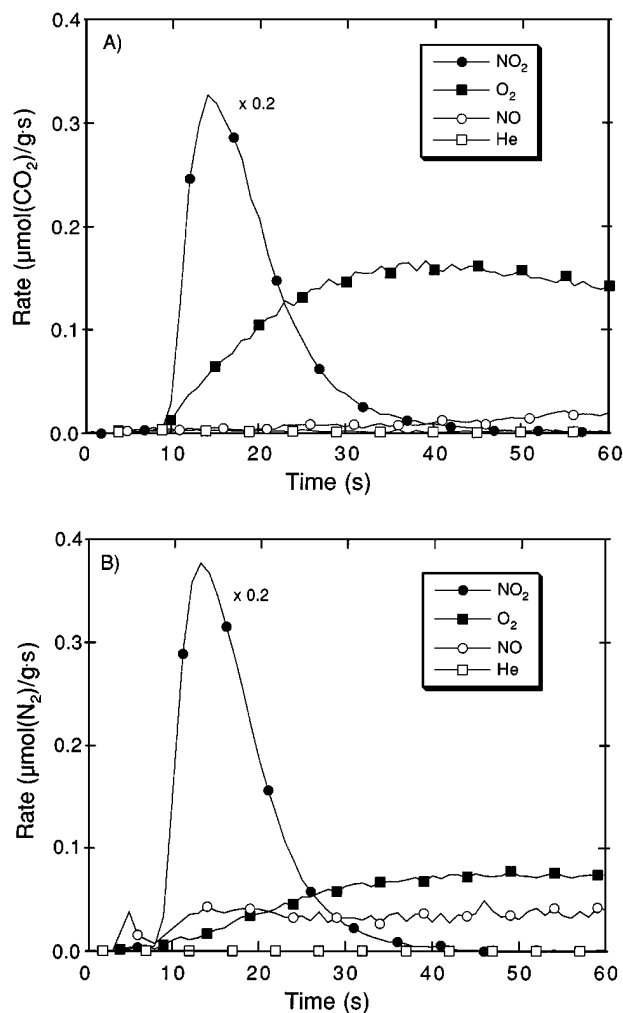 A)
0.4
0.3
0.2
0.1
0.0
Rate (μmol(CO₂)/g·s)
x 0.2
NO₂
O₂
NO
He
0 10 20 30 40 50 60
Time (s)
B)
0.4
0.3
0.2
0.1
0.0
Rate (μmol(N₂)/g·s)
x 0.2
NO₂
O₂
NO
He
0 10 20 30 40 50 60
Time (s)